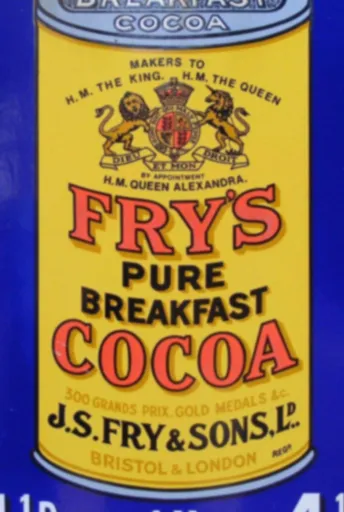 BREAKFAST
COCOA
MAKERS TO
H.M. THE KING. H.M. THE QUEEN
DIEU ET MON DROIT
BY APPOINTMENT
H.M. QUEEN ALEXANDRA.
FRY'S
PURE
BREAKFAST
COCOA
300 GRANDS PRIX, GOLD MEDALS &c.
J.S. FRY & SONS, LD.
BRISTOL & LONDON REGD